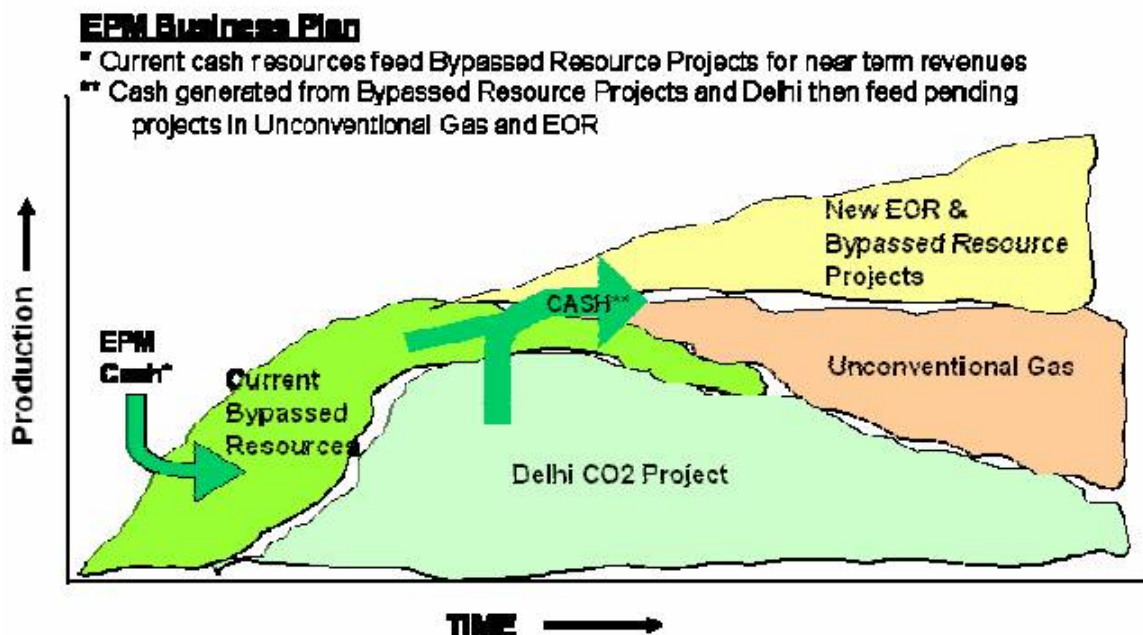 EPM Business Plan
* Current cash resources feed Bypassed Resource Projects for near term revenues
** Cash generated from Bypassed Resource Projects and Delhi then feed pending
projects in Unconventional Gas and EOR
New EOR &
Bypassed Resource
Projects
CASH**
EPM
Cash*
Current
Bypassed
Resources
Unconventional Gas
Delhi CO2 Project
Production
TIME